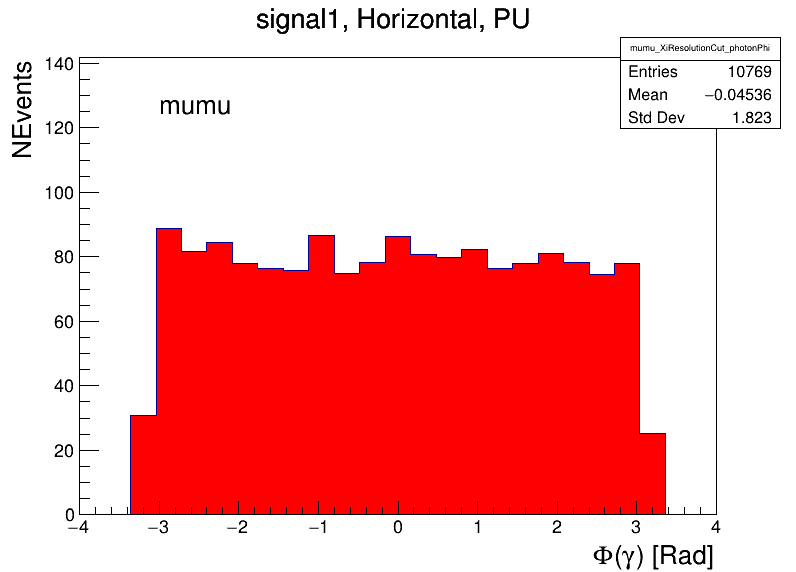 signal1, Horizontal, PU
mumu_XiResolutionCut_photonPhi
Entries 10769
Mean −0.04536
Std Dev 1.823
NEvents
mumu
140
120
100
80
60
40
20
0
−4 −3 −2 −1 0 1 2 3 4
Φ(γ) [Rad]